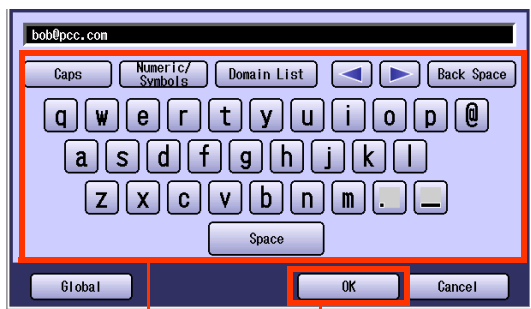 bob@pcc.com
Caps Numeric/ Symbols Domain List Back Space
q w e r t y u i o p @
a s d f g h j k l
z x c v b n m . _
Space
Global OK Cancel